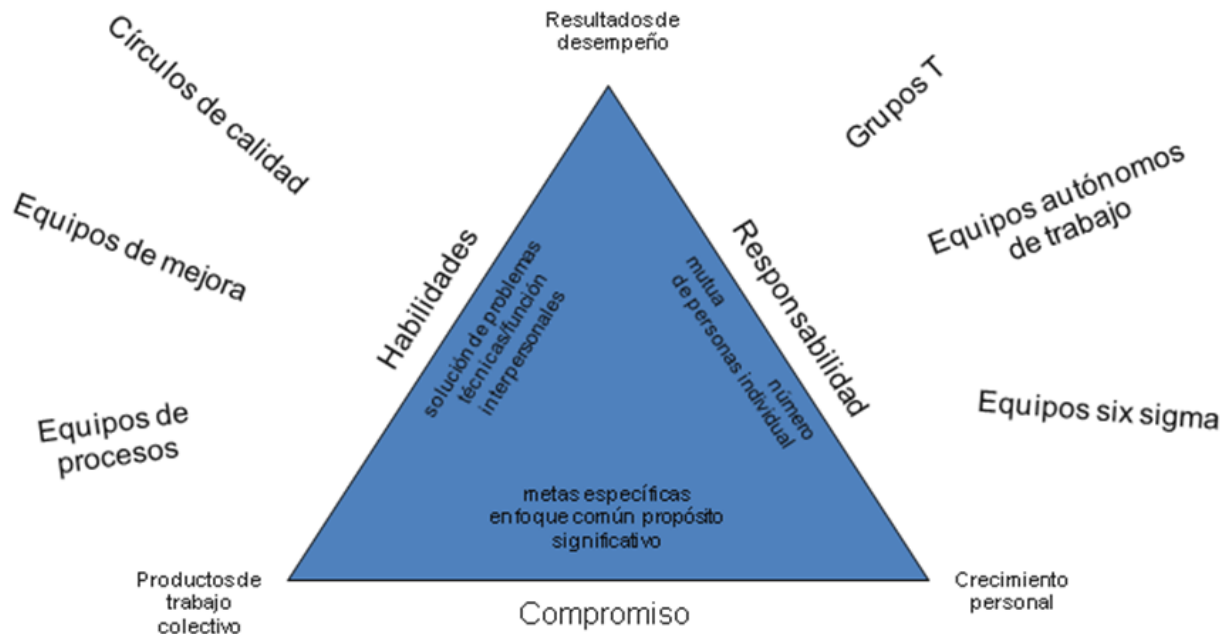 Resultados de
desempeño
Círculos de calidad
Grupos T
Equipos de mejora
Equipos autónomos
de trabajo
Habilidades
solución de problemas
técnicas/función
interpersonales
Responsabilidad
mutua
número
de personas individual
Equipos de
procesos
Equipos six sigma
metas específicas
enfoque común propósito
significativo
Productos de
trabajo
colectivo
Compromiso
Crecimiento
personal